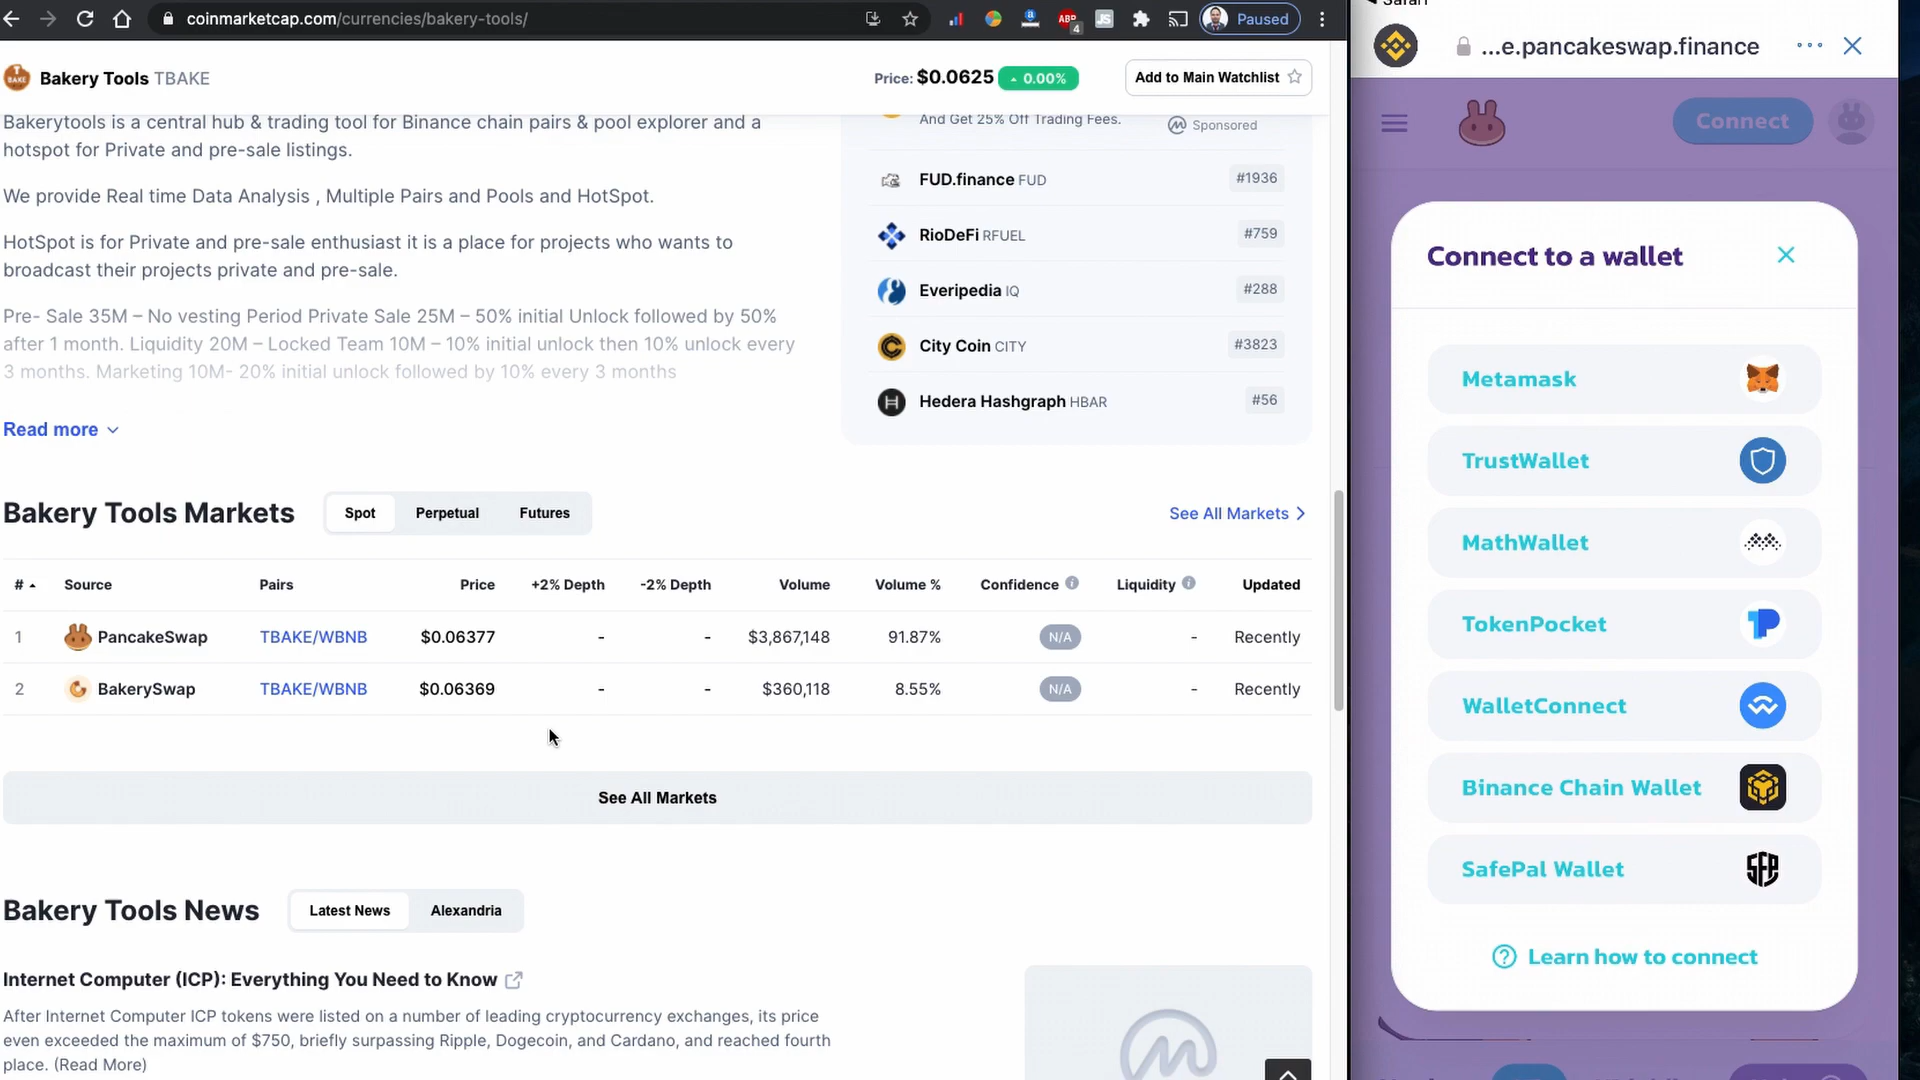 coinmarketcap.com/currencies/bakery-tools/
ABP
4
JS
Paused
BAKE
Bakery Tools TBAKE
Price: $0.0625 0.00%
Add to Main Watchlist
Bakerytools is a central hub & trading tool for Binance chain pairs & pool explorer and a
hotspot for Private and pre-sale listings.
We provide Real time Data Analysis , Multiple Pairs and Pools and HotSpot.
HotSpot is for Private and pre-sale enthusiast it is a place for projects who wants to
broadcast their projects private and pre-sale.
Pre- Sale 35M – No vesting Period Private Sale 25M – 50% initial Unlock followed by 50%
after 1 month. Liquidity 20M – Locked Team 10M – 10% initial unlock then 10% unlock every
3 months. Marketing 10M- 20% initial unlock followed by 10% every 3 months
Read more
And Get 25% Off Trading Fees.
Sponsored
FUD.finance FUD #1936
RioDeFi RFUEL #759
Everipedia IQ #288
City Coin CITY #3823
Hedera Hashgraph HBAR #56
Bakery Tools Markets
Spot Perpetual Futures
See All Markets
# Source Pairs Price +2% Depth -2% Depth Volume Volume % Confidence Liquidity Updated
1 PancakeSwap TBAKE/WBNB $0.06377 - - $3,867,148 91.87% N/A - Recently
2 BakerySwap TBAKE/WBNB $0.06369 - - $360,118 8.55% N/A - Recently
See All Markets
Bakery Tools News
Latest News Alexandria
Internet Computer (ICP): Everything You Need to Know
After Internet Computer ICP tokens were listed on a number of leading cryptocurrency exchanges, its price
even exceeded the maximum of $750, briefly surpassing Ripple, Dogecoin, and Cardano, and reached fourth
place. (Read More)
Safari
...e.pancakeswap.finance
Connect
Connect to a wallet
Metamask
TrustWallet
MathWallet
TokenPocket
WalletConnect
Binance Chain Wallet
SafePal Wallet
SFP
Learn how to connect